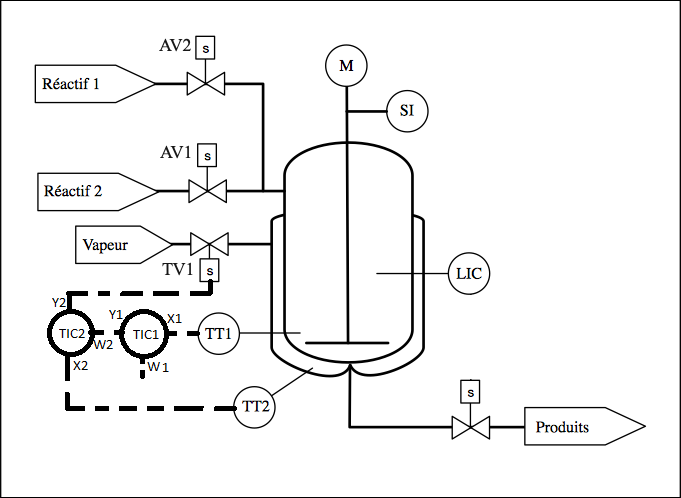 AV2
s
Réactif 1
M
SI
AV1
s
Réactif 2
Vapeur
TV1
s
LIC
Y2
Y1
X1
TIC2
TIC1
TT1
W2
X2
W1
TT2
s
Produits